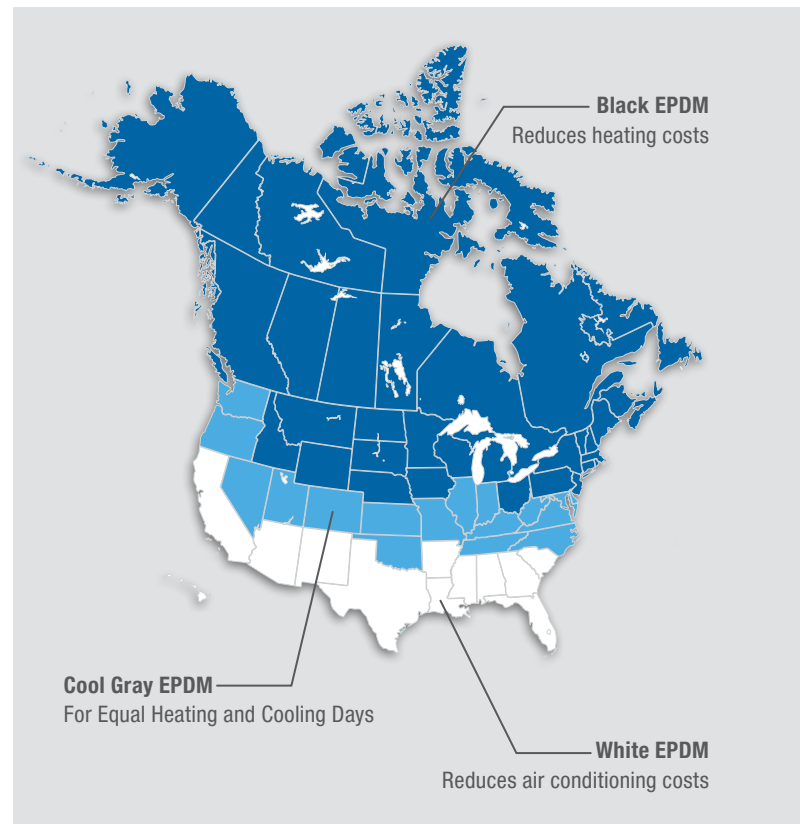 Black EPDM
Reduces heating costs
Cool Gray EPDM
For Equal Heating and Cooling Days
White EPDM
Reduces air conditioning costs